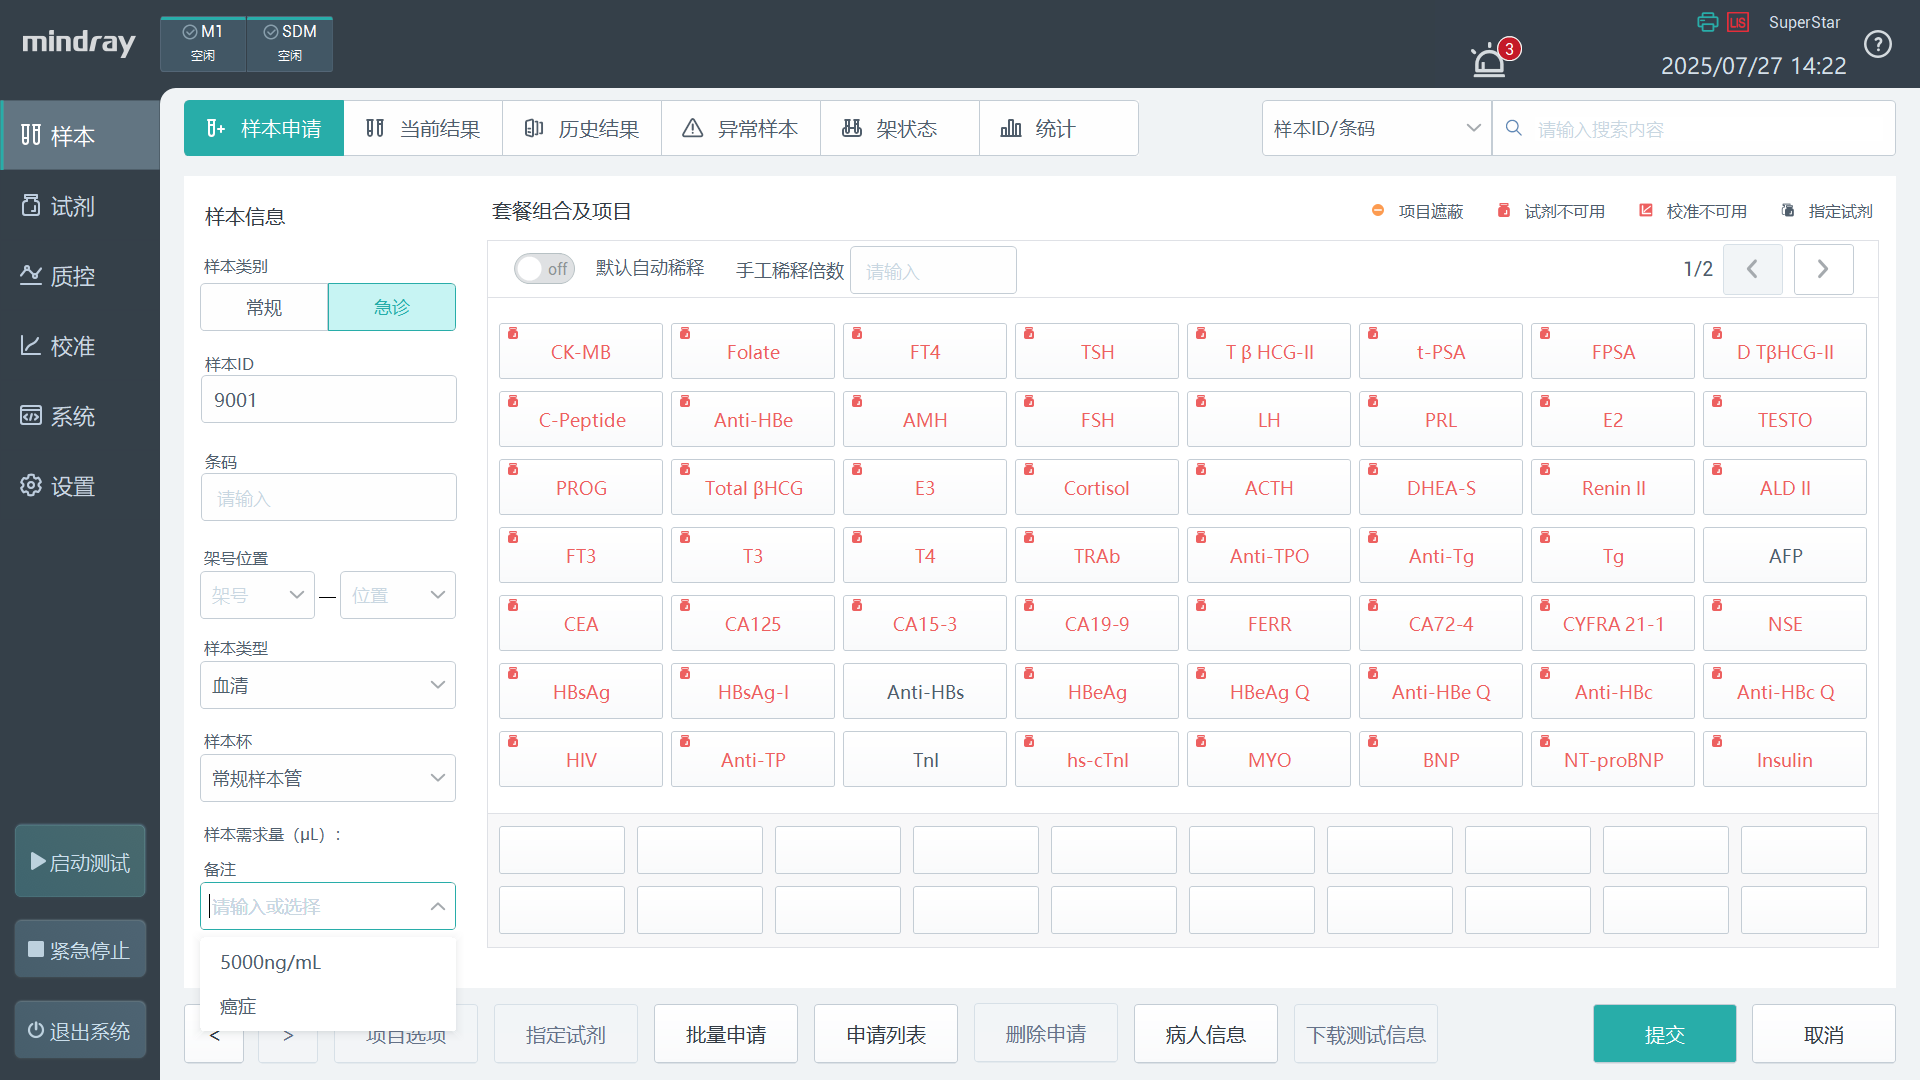 mindray
M1
空闲
SDM
空闲
3
LIS
SuperStar
2025/07/27 14:22
样本
试剂
质控
校准
系统
设置
启动测试
紧急停止
退出系统
样本申请
当前结果
历史结果
异常样本
架状态
统计
样本ID/条码
请输入搜索内容
样本信息
样本类别
常规
急诊
样本ID
9001
条码
请输入
架号位置
架号
—
位置
样本类型
血清
样本杯
常规样本管
样本需求量（μL）:
备注
请输入或选择
5000ng/mL
癌症
套餐组合及项目
项目遮蔽
试剂不可用
校准不可用
指定试剂
off
默认自动稀释
手工稀释倍数
请输入
1/2
CK-MB
Folate
FT4
TSH
T β HCG-II
t-PSA
FPSA
D TβHCG-II
C-Peptide
Anti-HBe
AMH
FSH
LH
PRL
E2
TESTO
PROG
Total βHCG
E3
Cortisol
ACTH
DHEA-S
Renin II
ALD II
FT3
T3
T4
TRAb
Anti-TPO
Anti-Tg
Tg
AFP
CEA
CA125
CA15-3
CA19-9
FERR
CA72-4
CYFRA 21-1
NSE
HBsAg
HBsAg-I
Anti-HBs
HBeAg
HBeAg Q
Anti-HBe Q
Anti-HBc
Anti-HBc Q
HIV
Anti-TP
TnI
hs-cTnI
MYO
BNP
NT-proBNP
Insulin
<
>
项目选项
指定试剂
批量申请
申请列表
删除申请
病人信息
下载测试信息
提交
取消